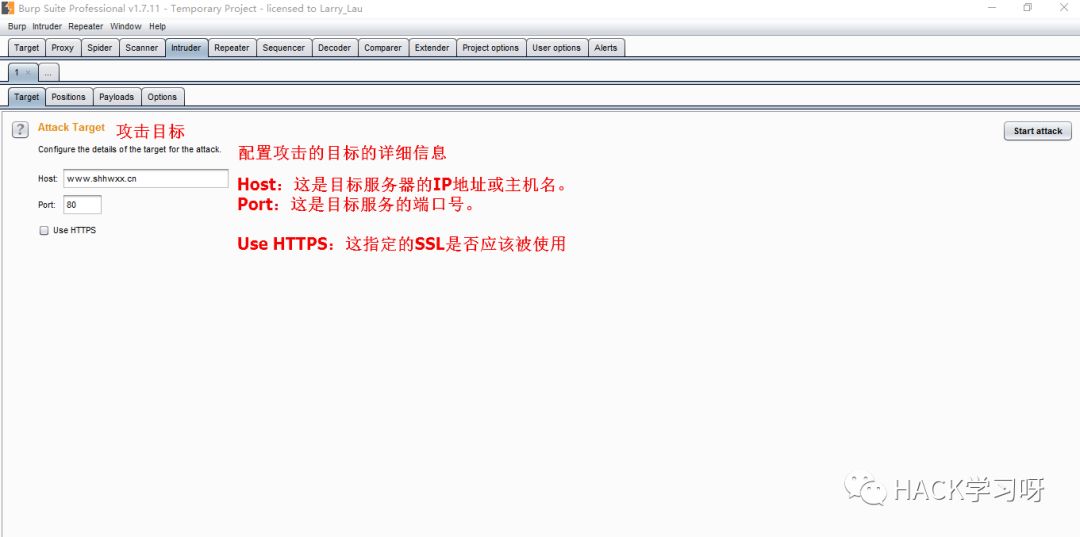 Burp Suite Professional v1.7.11 - Temporary Project - licensed to Larry_Lau
Burp Intruder Repeater Window Help
Target Proxy Spider Scanner Intruder Repeater Sequencer Decoder Comparer Extender Project options User options Alerts
1 × ...
Target Positions Payloads Options
? Attack Target 攻击目标 Start attack
Configure the details of the target for the attack. 配置攻击的目标的详细信息
Host: www.shhwxx.cn Host：这是目标服务器的IP地址或主机名。
Port: 80 Port：这是目标服务的端口号。
Use HTTPS Use HTTPS：这指定的SSL是否应该被使用
HACK学习呀